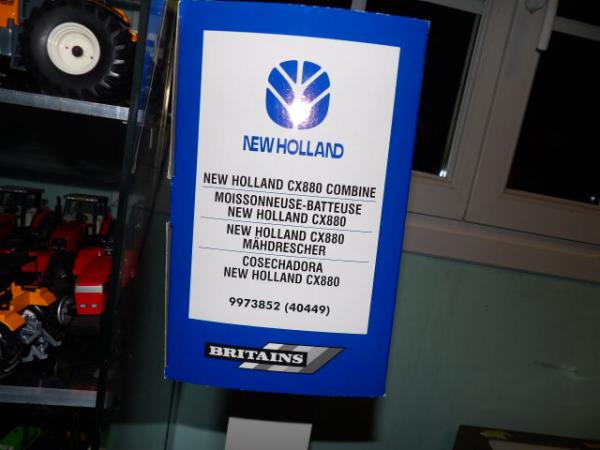 NEW HOLLAND
NEW HOLLAND CX880 COMBINE
MOISSONNEUSE-BATTEUSE
NEW HOLLAND CX880
NEW HOLLAND CX880
MÄHDRESCHER
COSECHADORA
NEW HOLLAND CX880
9973852 (40449)
BRITAINS